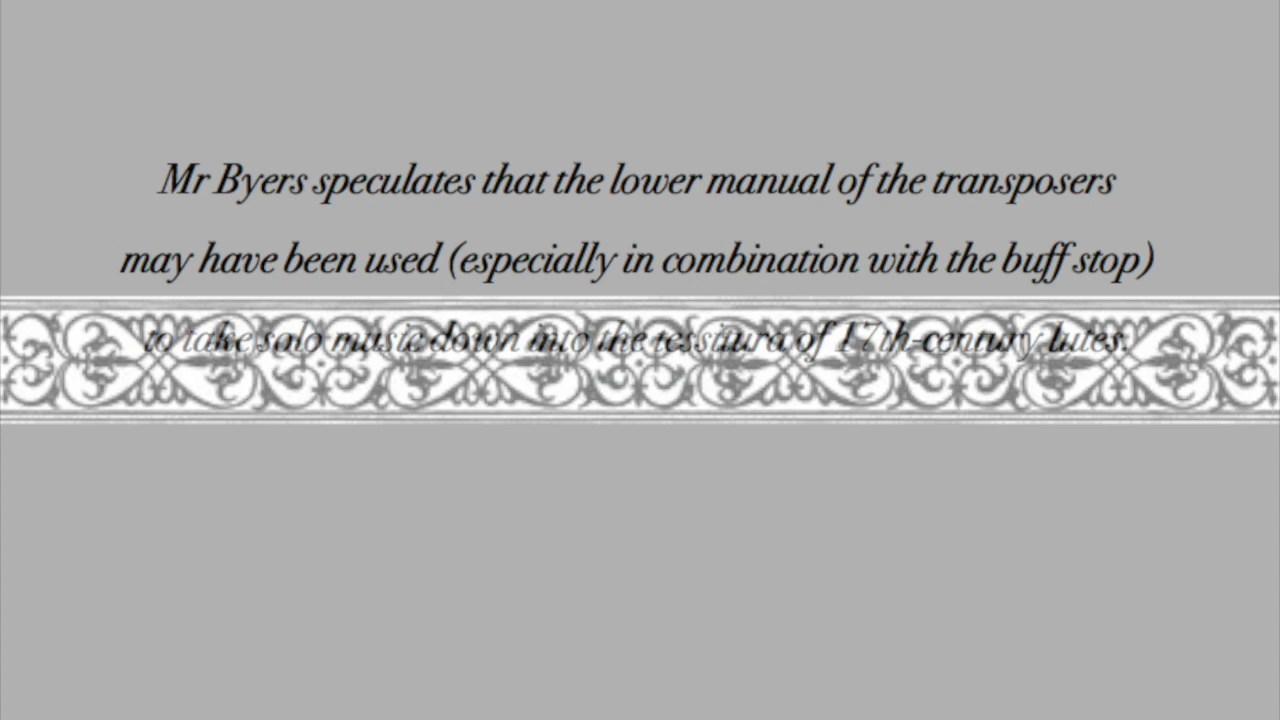 Mr Byers speculates that the lower manual of the transposers
may have been used (especially in combination with the buff stop)
to take solo music down into the tessitura of 17th-century lutes.